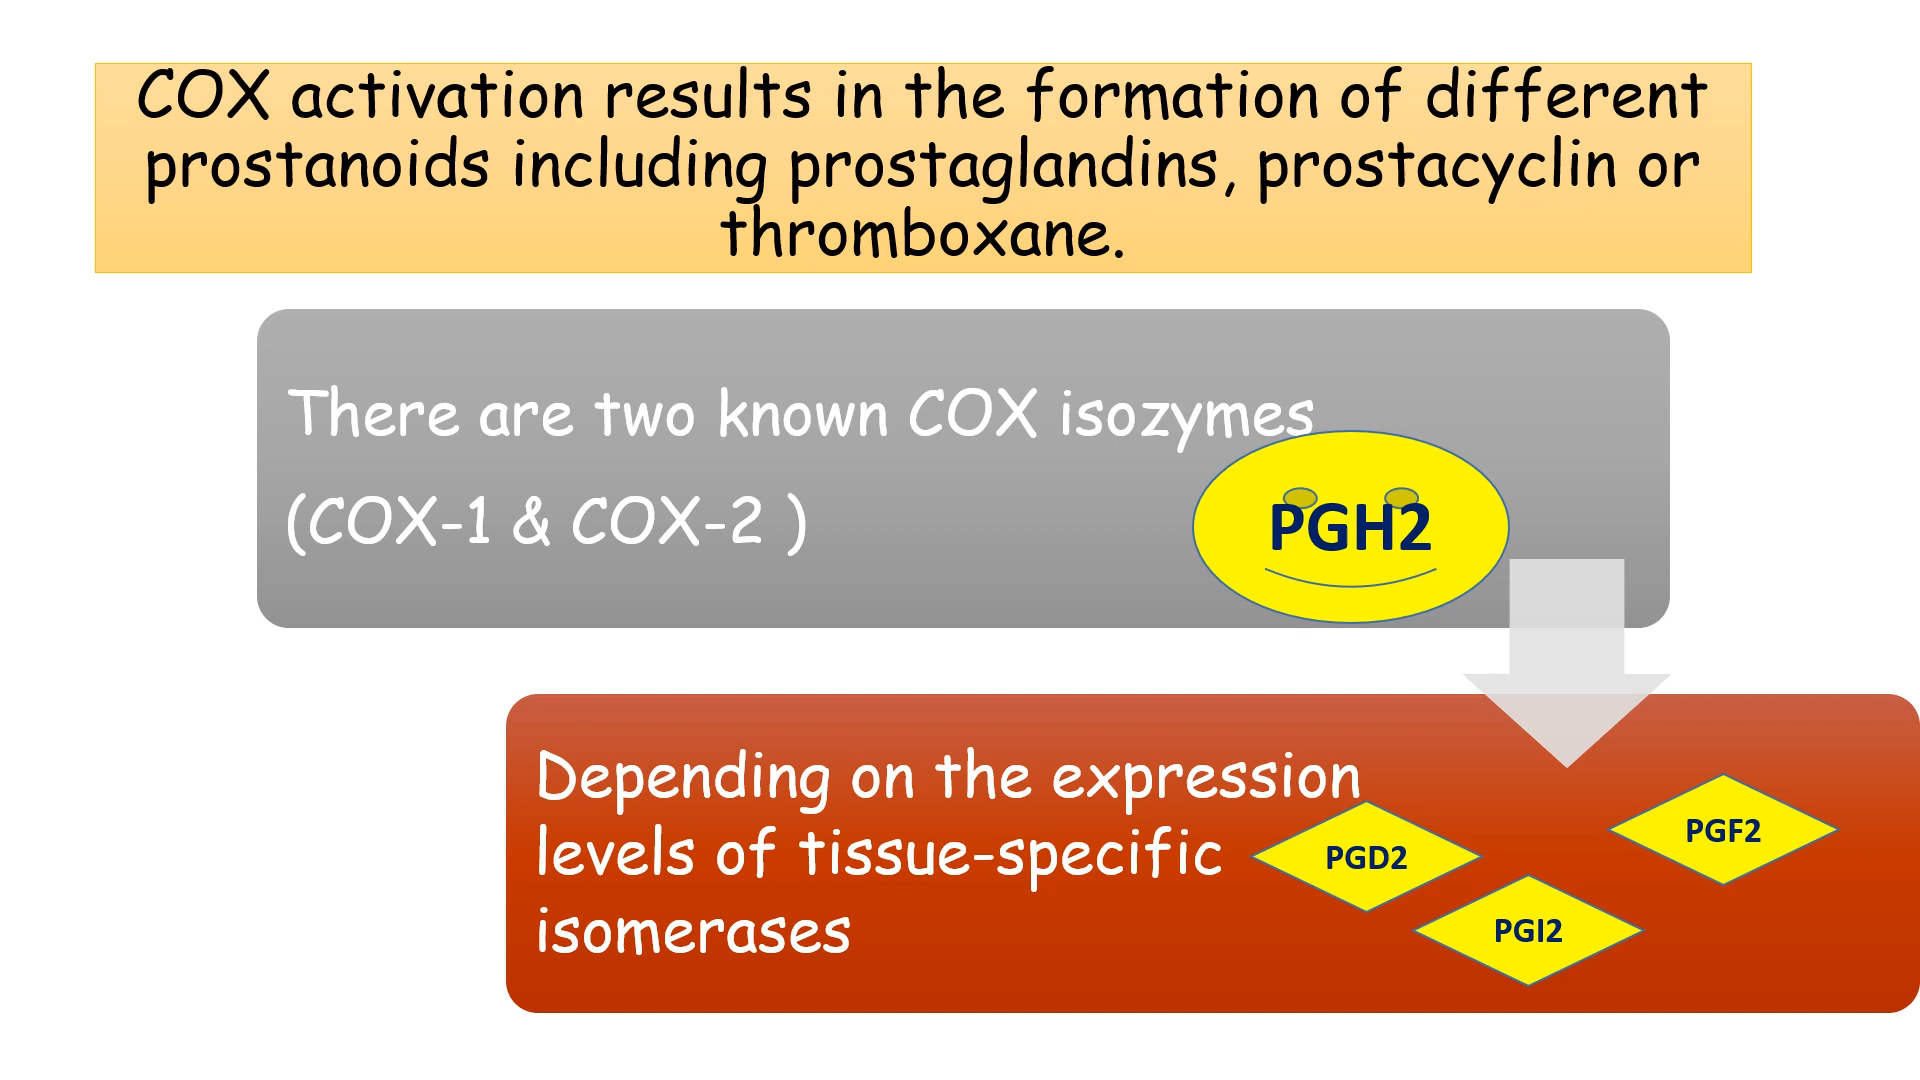 COX activation results in the formation of different
prostanoids including prostaglandins, prostacyclin or
thromboxane.
There are two known COX isozymes
(COX-1 & COX-2 )
PGH2
Depending on the expression
levels of tissue-specific
isomerases
PGD2
PGF2
PGI2